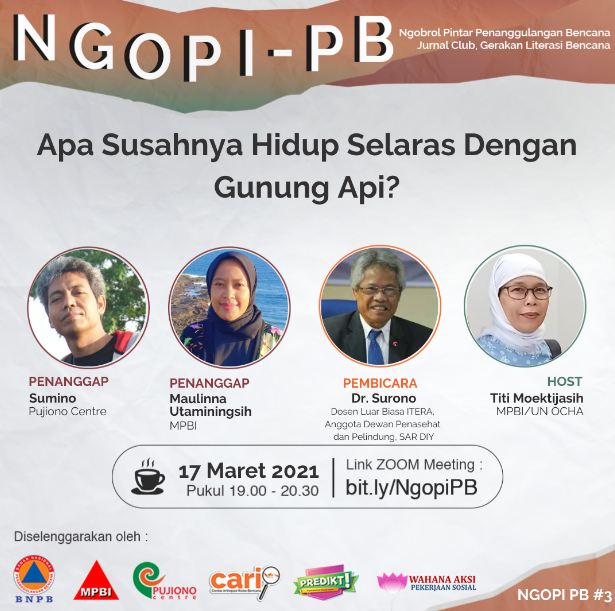 NGOPI-PB
Ngobrol Pintar Penanggulangan Bencana
Jurnal Club, Gerakan Literasi Bencana
Apa Susahnya Hidup Selaras Dengan
Gunung Api?
PENANGGAP
Sumino
Pujiono Centre
PENANGGAP
Maulinna
Utaminingsih
MPBI
PEMBICARA
Dr. Surono
Dosen Luar Biasa ITERA,
Anggota Dewan Penasehat
dan Pelindung, SAR DIY
HOST
Titi Moektijasih
MPBI/UN OCHA
17 Maret 2021
Pukul 19.00 - 20.30
Link ZOOM Meeting :
bit.ly/NgopiPB
Diselenggarakan oleh :
BNPB
MPBI
PUJIONO
centre
cari
PREDIKT
WAHANA AKSI
PEKERJAAN SOSIAL
NGOPI PB #3